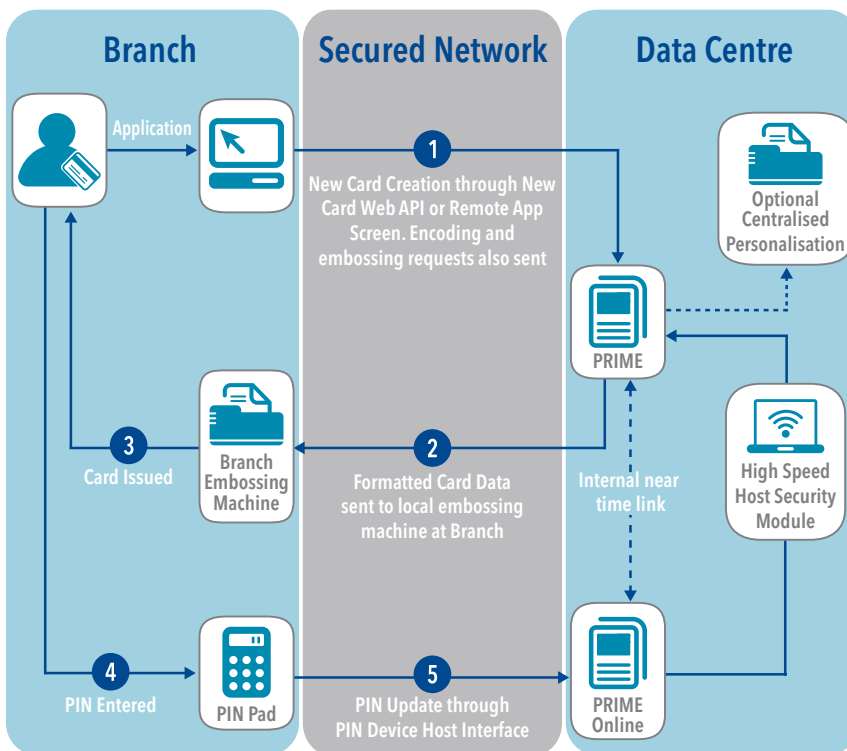 Branch
Secured Network
Data Centre
Application
1
New Card Creation through New
Card Web API or Remote App
Screen. Encoding and
embossing requests also sent
Optional
Centralised
Personalisation
PRIME
3
Card Issued
Branch
Embossing
Machine
2
Formatted Card Data
sent to local embossing
machine at Branch
Internal near
time link
High Speed
Host Security
Module
4
PIN Entered
PIN Pad
5
PIN Update through
PIN Device Host Interface
PRIME
Online